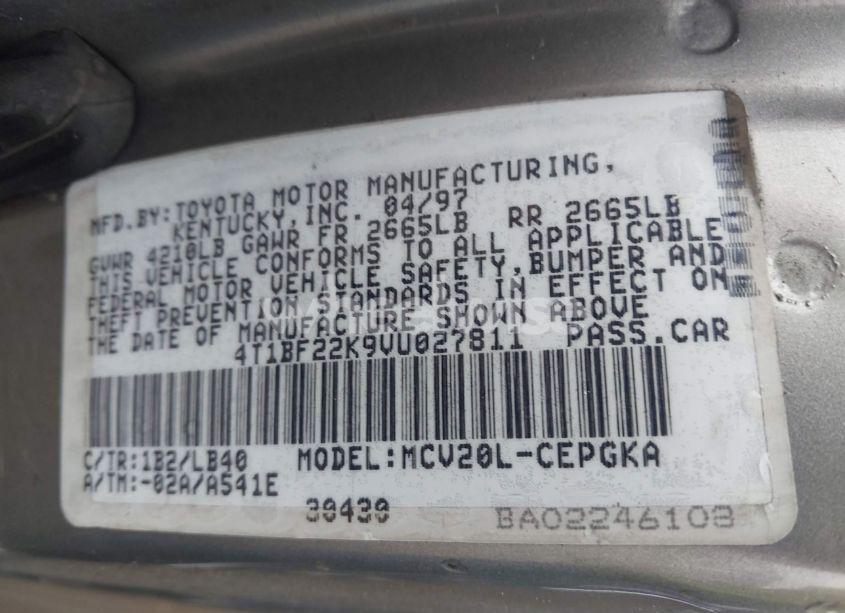 MFD.BY:TOYOTA MOTOR MANUFACTURING,
KENTUCKY,INC. 04/97
GVWR 4210LB GAWR FR 2665LB RR 2665LB
THIS VEHICLE CONFORMS TO ALL APPLICABLE
FEDERAL MOTOR VEHICLE SAFETY,BUMPER AND
THEFT PREVENTION STANDARDS IN EFFECT ON
THE DATE OF MANUFACTURE SHOWN ABOVE
4T1BF22K9VU027811 PASS.CAR
C/TR:1B2/LB40 MODEL:MCV20L-CEPGKA
A/TM:-02A/A541E
30430 BA02246108